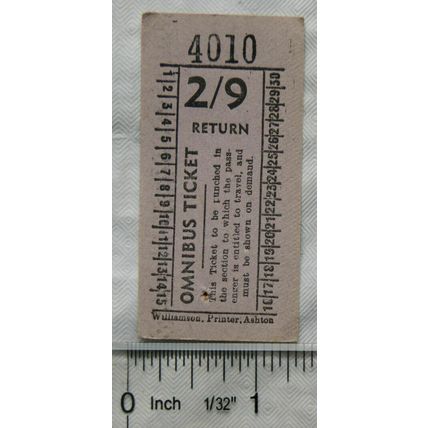 4010
2/9
RETURN
1 2 3 4 5 6 7 8 9 10 11 12 13 14 15
OMNIBUS TICKET
This Ticket to be punched in
the section to which the pass-
enger is entitled to travel, and
must be shown on demand.
16 17 18 19 20 21 22 23 24 25 26 27 28 29 30
Williamson, Printer, Ashton
0 Inch 1/32" 1